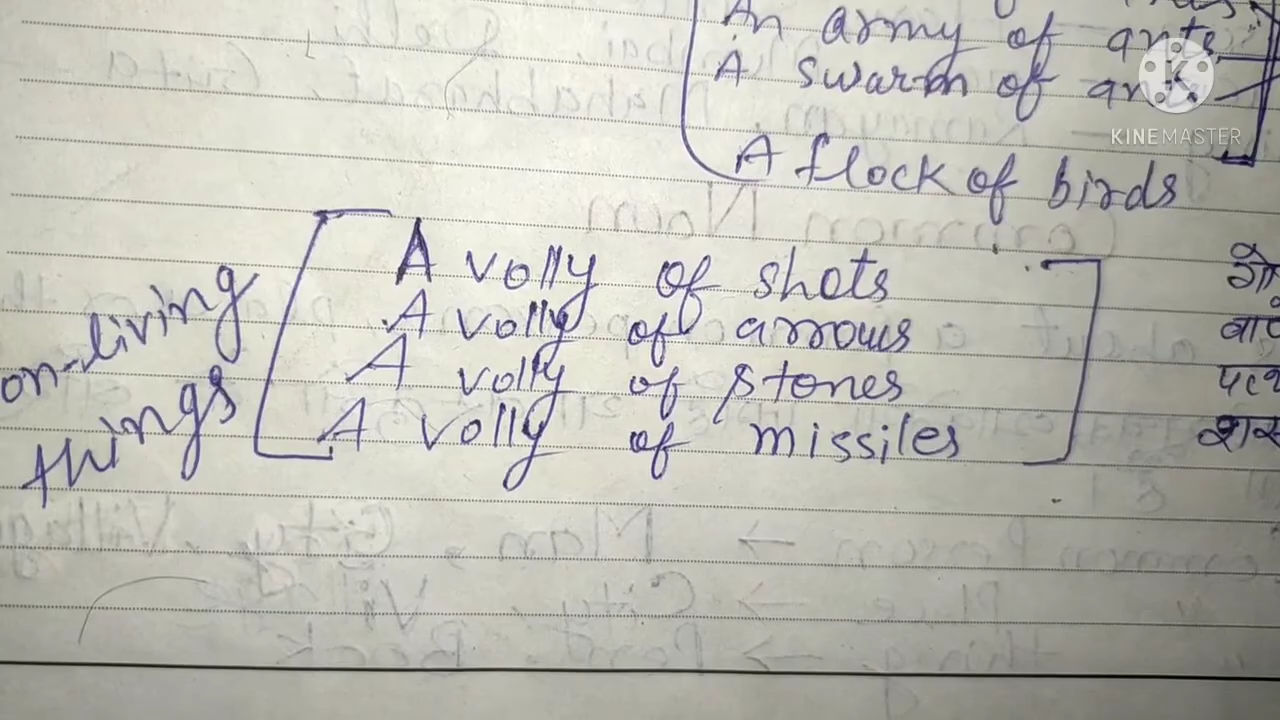 An army of ants
A swarm of ants
A flock of birds
on-living things
A volly of shots
A volly of arrows
A volly of stones
A volly of missiles
KINEMASTER